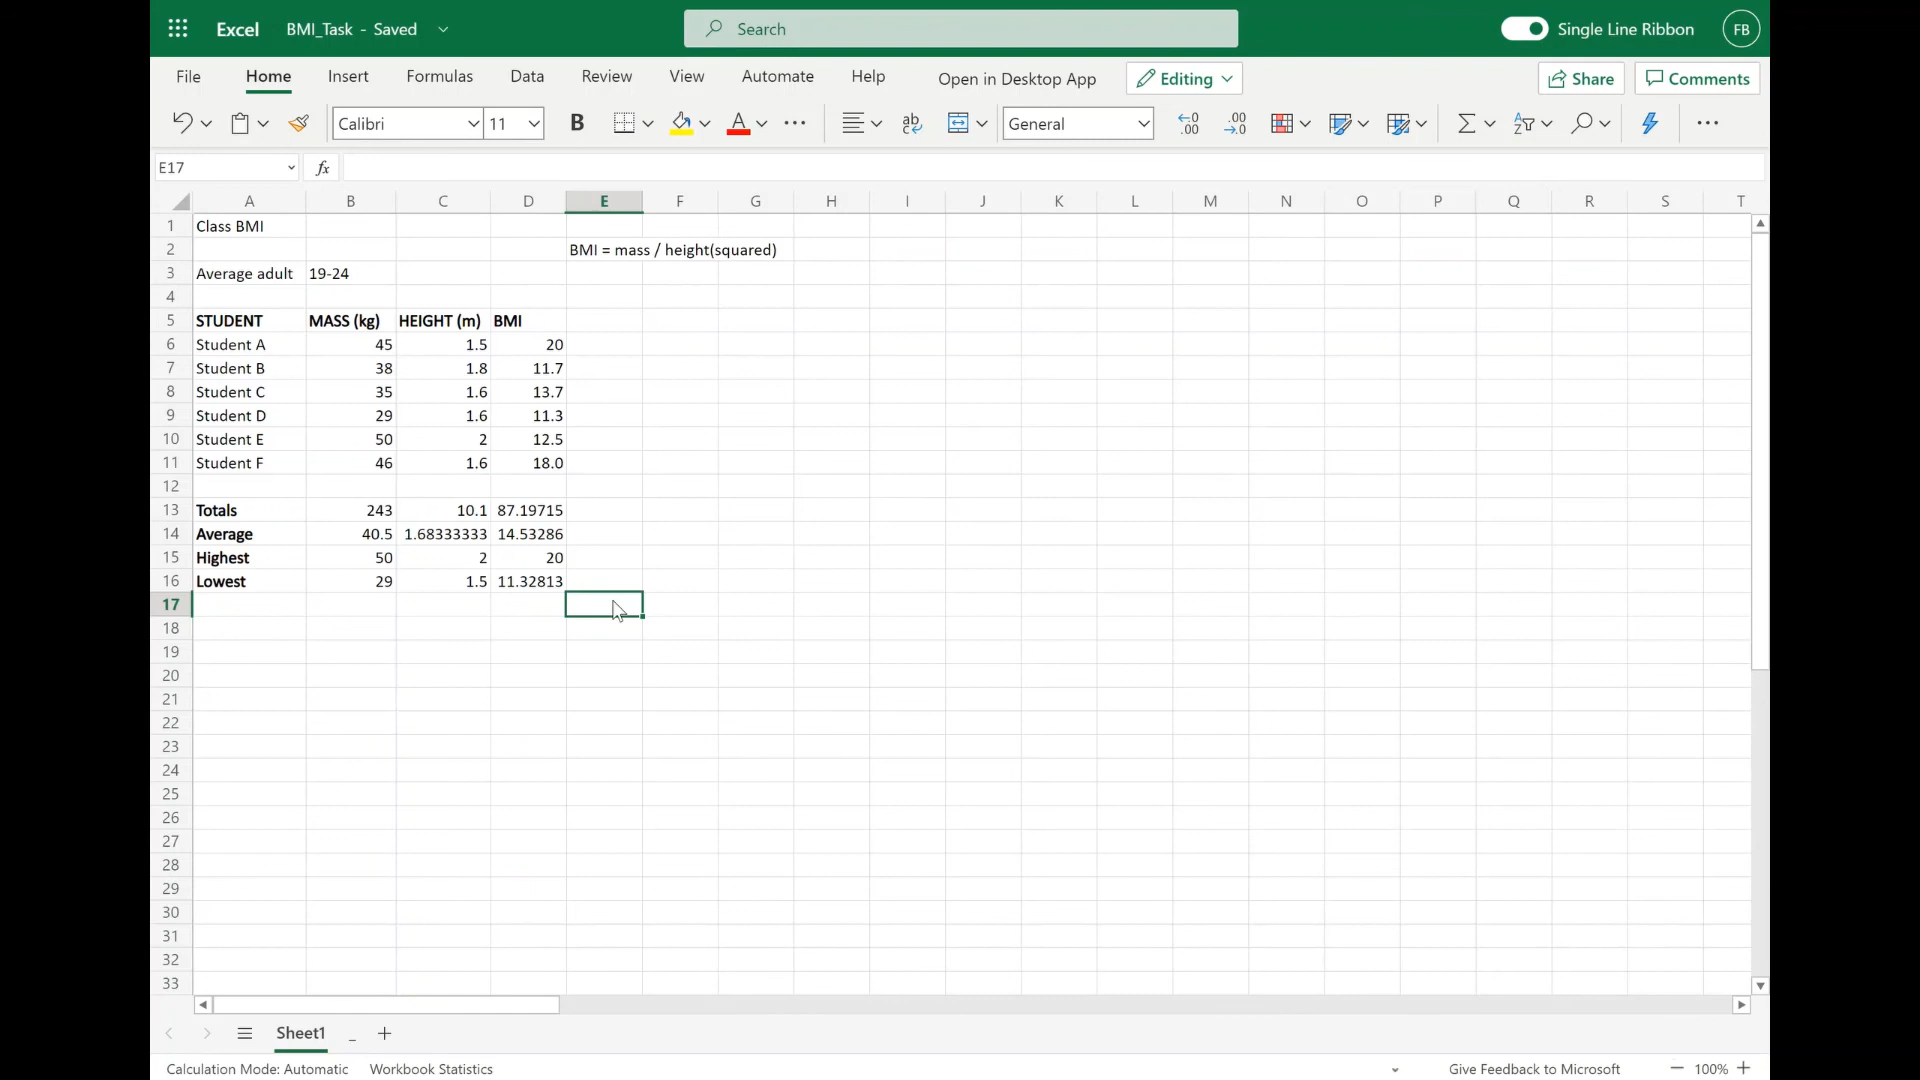 Excel BMI_Task - Saved Search Single Line Ribbon FB
File Home Insert Formulas Data Review View Automate Help Open in Desktop App Editing Share Comments
Calibri 11 B A ab General .00 .00
E17 fx
A B C D E F G H I J K L M N O P Q R S T
1 Class BMI
2 BMI = mass / height(squared)
3 Average adult 19-24
4
5 STUDENT MASS (kg) HEIGHT (m) BMI
6 Student A 45 1.5 20
7 Student B 38 1.8 11.7
8 Student C 35 1.6 13.7
9 Student D 29 1.6 11.3
10 Student E 50 2 12.5
11 Student F 46 1.6 18.0
12
13 Totals 243 10.1 87.19715
14 Average 40.5 1.68333333 14.53286
15 Highest 50 2 20
16 Lowest 29 1.5 11.32813
17
18
19
20
21
22
23
24
25
26
27
28
29
30
31
32
33
Sheet1 _ +
Calculation Mode: Automatic Workbook Statistics Give Feedback to Microsoft − 100% +